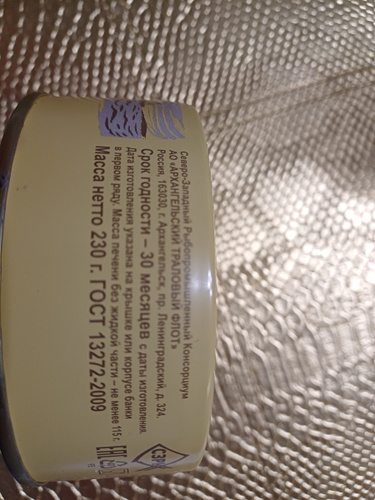 Северо-Западный Рыбопромышленный Консорциум
АО «АРХАНГЕЛЬСКИЙ ТРАЛОВЫЙ ФЛОТ»
Россия, 163030, г. Архангельск, пр. Ленинградский, д. 324.
Срок годности – 30 месяцев с даты изготовления.
Дата изготовления указана на крышке или корпусе банки
в первом ряду. Масса печени без жидкой части – не менее 115 г.
Масса нетто 230 г. ГОСТ 13272-2009
ЕАС